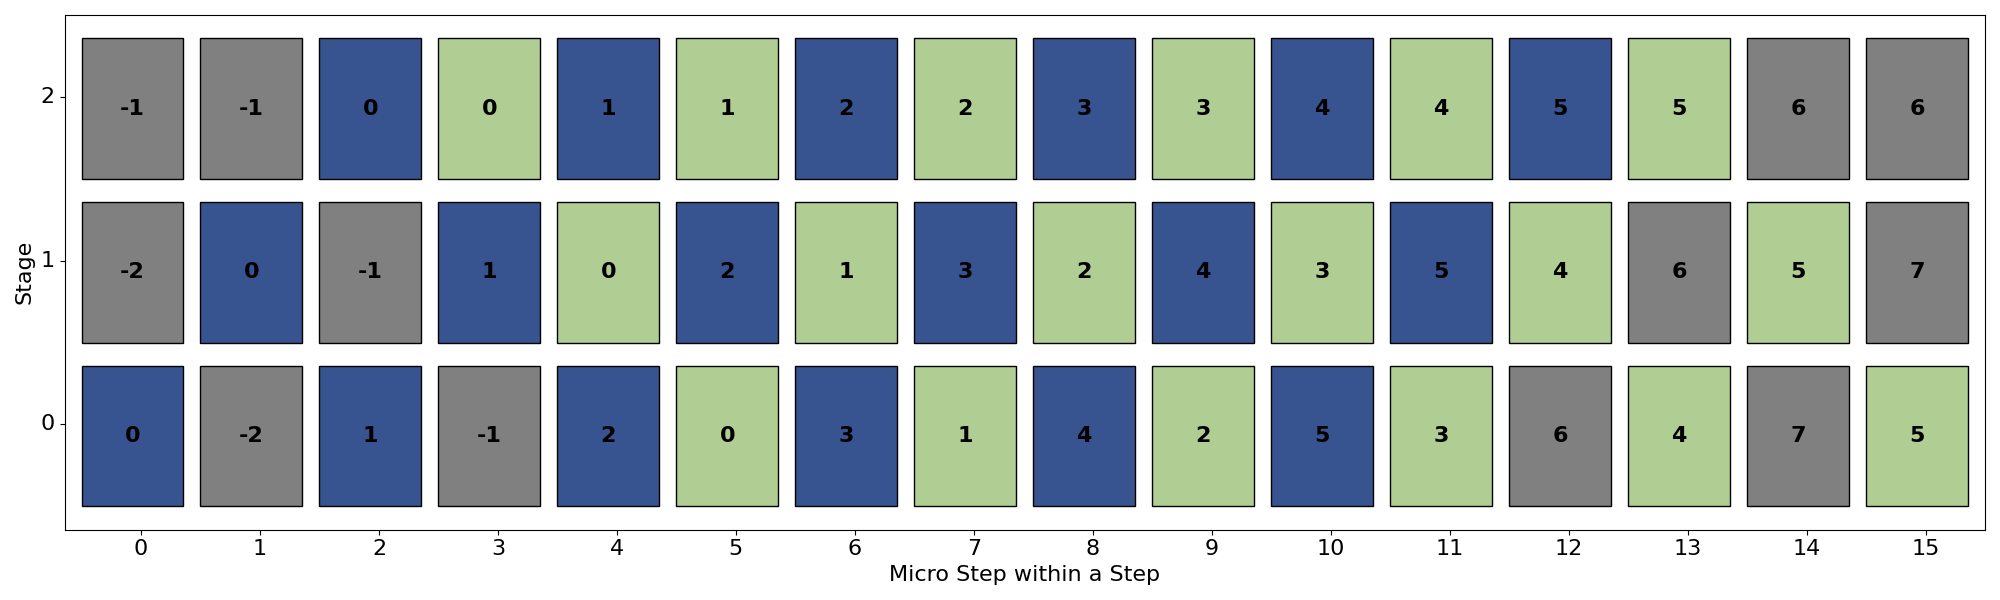 2 -1 -1 0 0 1 1 2 2 3 3 4 4 5 5 6 6
Stage
1 -2 0 -1 1 0 2 1 3 2 4 3 5 4 6 5 7
0 0 -2 1 -1 2 0 3 1 4 2 5 3 6 4 7 5
0 1 2 3 4 5 6 7 8 9 10 11 12 13 14 15
Micro Step within a Step